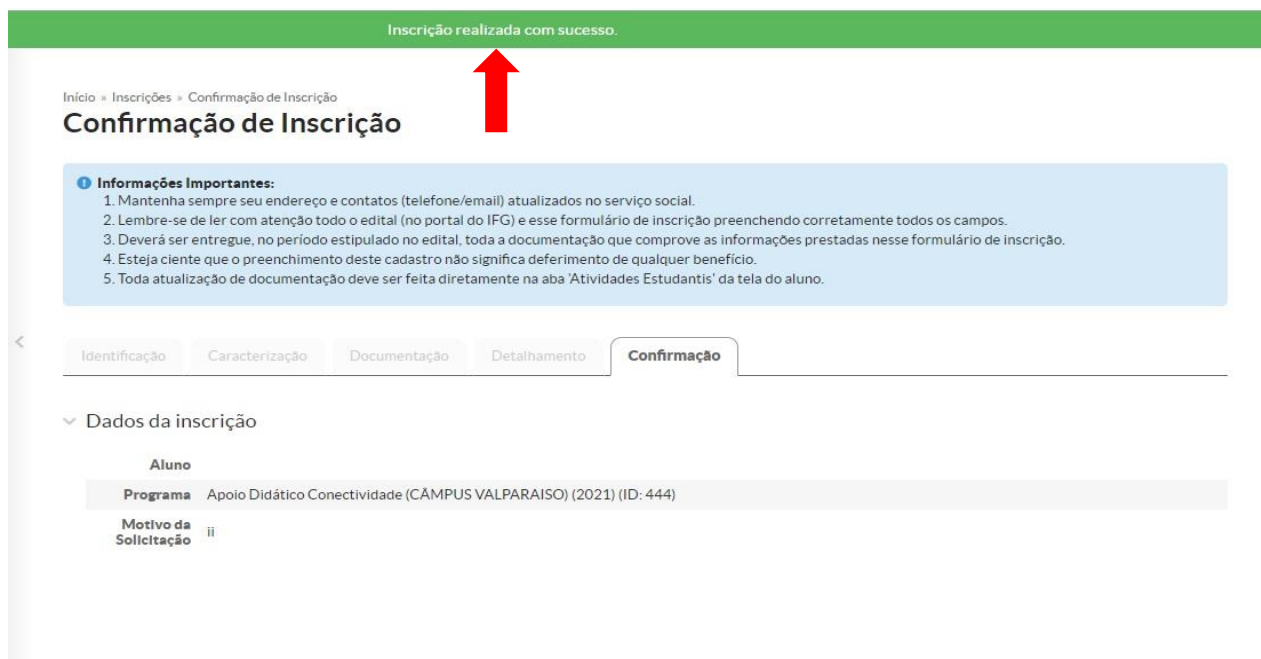 Inscrição realizada com sucesso.
Início » Inscrições » Confirmação de Inscrição
Confirmação de Inscrição
Informações Importantes:
1. Mantenha sempre seu endereço e contatos (telefone/email) atualizados no serviço social.
2. Lembre-se de ler com atenção todo o edital (no portal do IFG) e esse formulário de inscrição preenchendo corretamente todos os campos.
3. Deverá ser entregue, no período estipulado no edital, toda a documentação que comprove as informações prestadas nesse formulário de inscrição.
4. Esteja ciente que o preenchimento deste cadastro não significa deferimento de qualquer benefício.
5. Toda atualização de documentação deve ser feita diretamente na aba 'Atividades Estudantis' da tela do aluno.
Identificação Caracterização Documentação Detalhamento Confirmação
Dados da inscrição
Aluno
Programa Apoio Didático Conectividade (CÂMPUS VALPARAISO) (2021) (ID: 444)
Motivo da
Solicitação ii